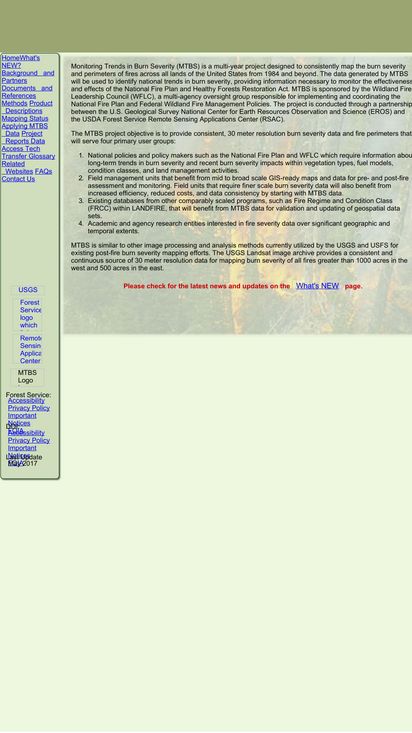 HomeWhat's
NEW?
Background and
Partners
Documents and
References
Methods Product
Descriptions
Mapping Status
Applying MTBS
Data Project
Reports Data
Access Tech
Transfer Glossary
Related
Websites FAQs
Contact Us
USGS
Forest
Service
logo
which
Remote
Sensin
Applica
Center
MTBS
Logo
Forest Service:
Accessibility
Privacy Policy
Important
Notices
FOIA
DOI:
Accessibility
Privacy Policy
Important
Notices
FOIA
Last Update
May 2017
Monitoring Trends in Burn Severity (MTBS) is a multi-year project designed to consistently map the burn severity
and perimeters of fires across all lands of the United States from 1984 and beyond. The data generated by MTBS
will be used to identify national trends in burn severity, providing information necessary to monitor the effectiveness
and effects of the National Fire Plan and Healthy Forests Restoration Act. MTBS is sponsored by the Wildland Fire
Leadership Council (WFLC), a multi-agency oversight group responsible for implementing and coordinating the
National Fire Plan and Federal Wildland Fire Management Policies. The project is conducted through a partnership
between the U.S. Geological Survey National Center for Earth Resources Observation and Science (EROS) and
the USDA Forest Service Remote Sensing Applications Center (RSAC).
The MTBS project objective is to provide consistent, 30 meter resolution burn severity data and fire perimeters that
will serve four primary user groups:
1. National policies and policy makers such as the National Fire Plan and WFLC which require information abou
long-term trends in burn severity and recent burn severity impacts within vegetation types, fuel models,
condition classes, and land management activities.
2. Field management units that benefit from mid to broad scale GIS-ready maps and data for pre- and post-fire
assessment and monitoring. Field units that require finer scale burn severity data will also benefit from
increased efficiency, reduced costs, and data consistency by starting with MTBS data.
3. Existing databases from other comparably scaled programs, such as Fire Regime and Condition Class
(FRCC) within LANDFIRE, that will benefit from MTBS data for validation and updating of geospatial data
sets.
4. Academic and agency research entities interested in fire severity data over significant geographic and
temporal extents.
MTBS is similar to other image processing and analysis methods currently utilized by the USGS and USFS for
existing post-fire burn severity mapping efforts. The USGS Landsat image archive provides a consistent and
continuous source of 30 meter resolution data for mapping burn severity of all fires greater than 1000 acres in the
west and 500 acres in the east.
Please check for the latest news and updates on the What's NEW page.